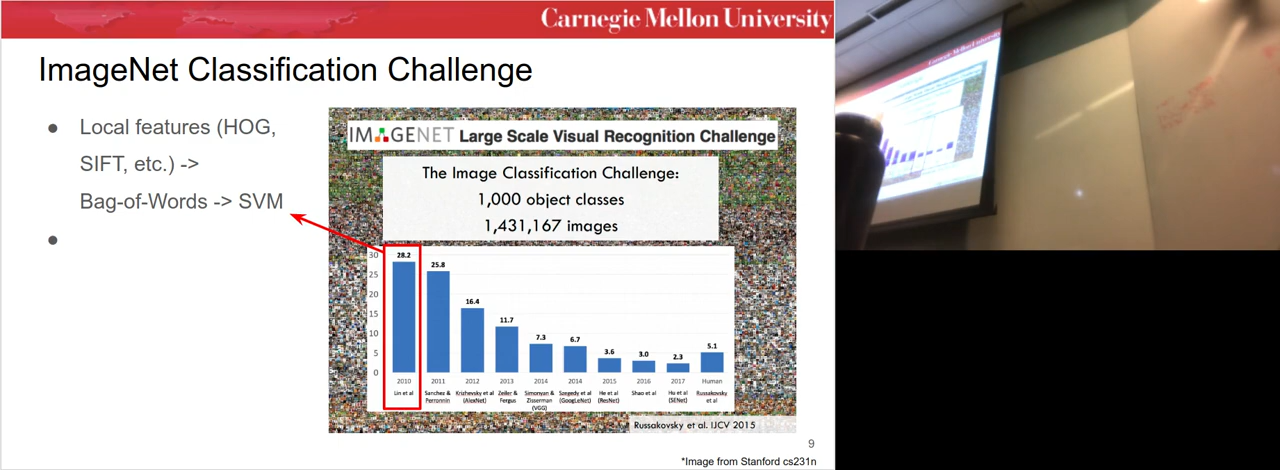 Carnegie Mellon University
ImageNet Classification Challenge
● Local features (HOG,
SIFT, etc.) ->
Bag-of-Words -> SVM
●
IMAGENET Large Scale Visual Recognition Challenge
The Image Classification Challenge:
1,000 object classes
1,431,167 images
30
25
20
15
10
5
0
28.2
25.8
16.4
11.7
7.3
6.7
3.6
3.0
2.3
5.1
2010 2011 2012 2013 2014 2014 2015 2016 2017 Human
Lin et al
Sanchez &
Perronnin
Krizhevsky et al
(AlexNet)
Zeiler &
Fergus
Simonyan &
Zisserman
(VGG)
Szegedy et al
(GoogLeNet)
He et al
(ResNet)
Shao et al
Hu et al
(SENet)
Russakovsky
et al
Russakovsky et al. IJCV 2015
9
*Image from Stanford cs231n
Carnegie Mellon University